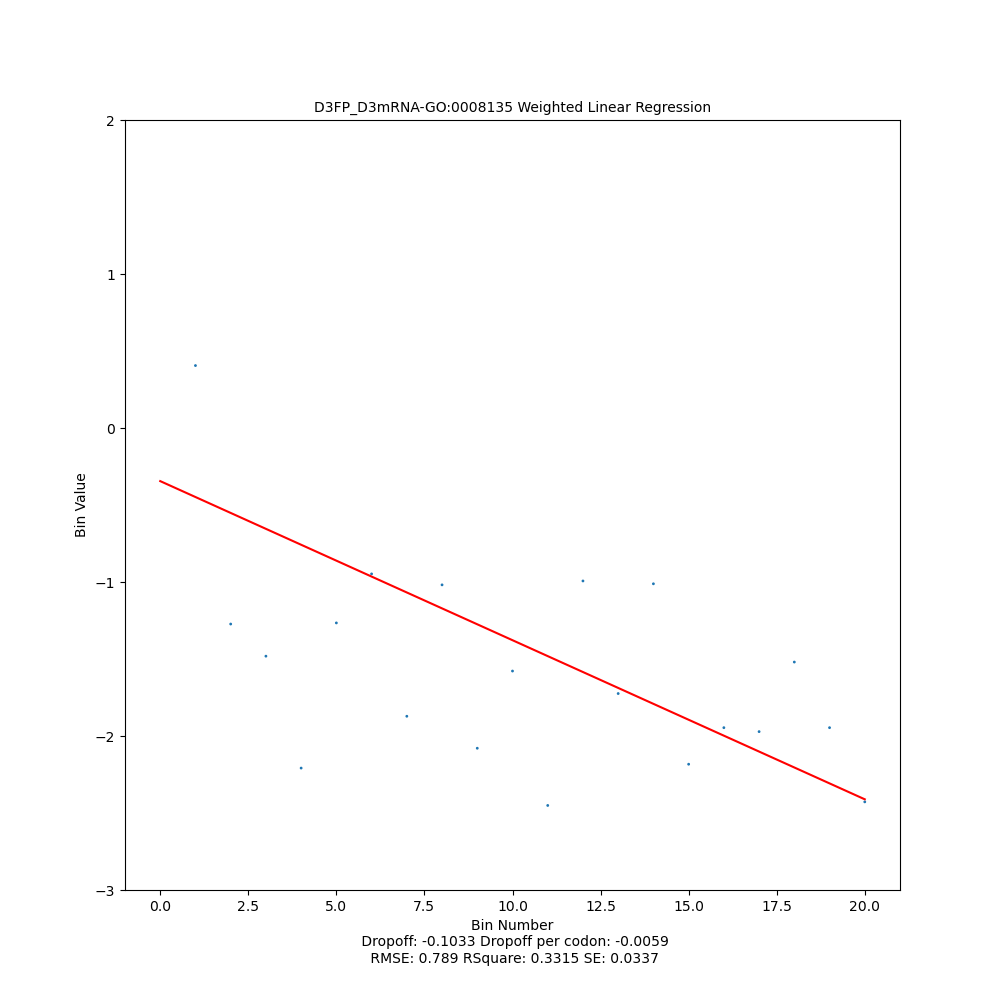 D3FP_D3mRNA-GO:0008135 Weighted Linear Regression
2
1
0
−1
−2
−3
Bin Value
0.0 2.5 5.0 7.5 10.0 12.5 15.0 17.5 20.0
Bin Number
Dropoff: -0.1033 Dropoff per codon: -0.0059
RMSE: 0.789 RSquare: 0.3315 SE: 0.0337